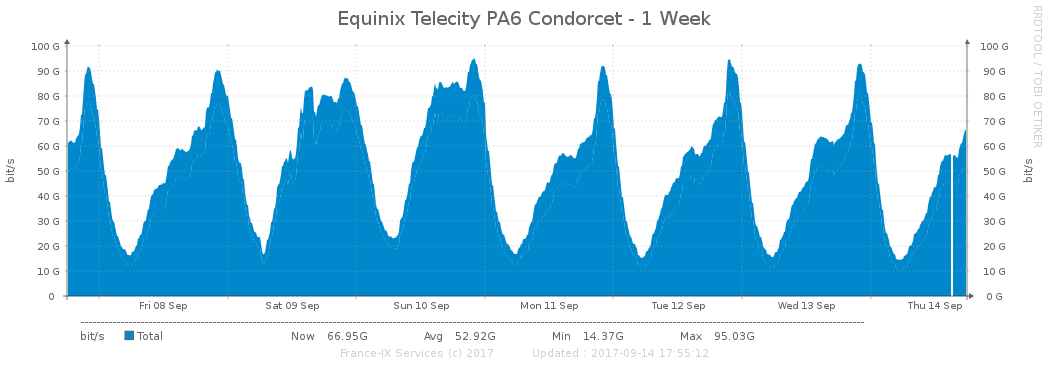 Equinix Telecity PA6 Condorcet - 1 Week
RRDTOOL / TOBI OETIKER
100 G 100 G
90 G 90 G
80 G 80 G
70 G 70 G
60 G 60 G
50 G 50 G
40 G 40 G
30 G 30 G
20 G 20 G
10 G 10 G
0 0 G
bit/s
bit/s
Fri 08 Sep Sat 09 Sep Sun 10 Sep Mon 11 Sep Tue 12 Sep Wed 13 Sep Thu 14 Sep
bit/s Total Now 66.95G Avg 52.92G Min 14.37G Max 95.03G
France-IX Services (c) 2017 Updated : 2017-09-14 17:55:12